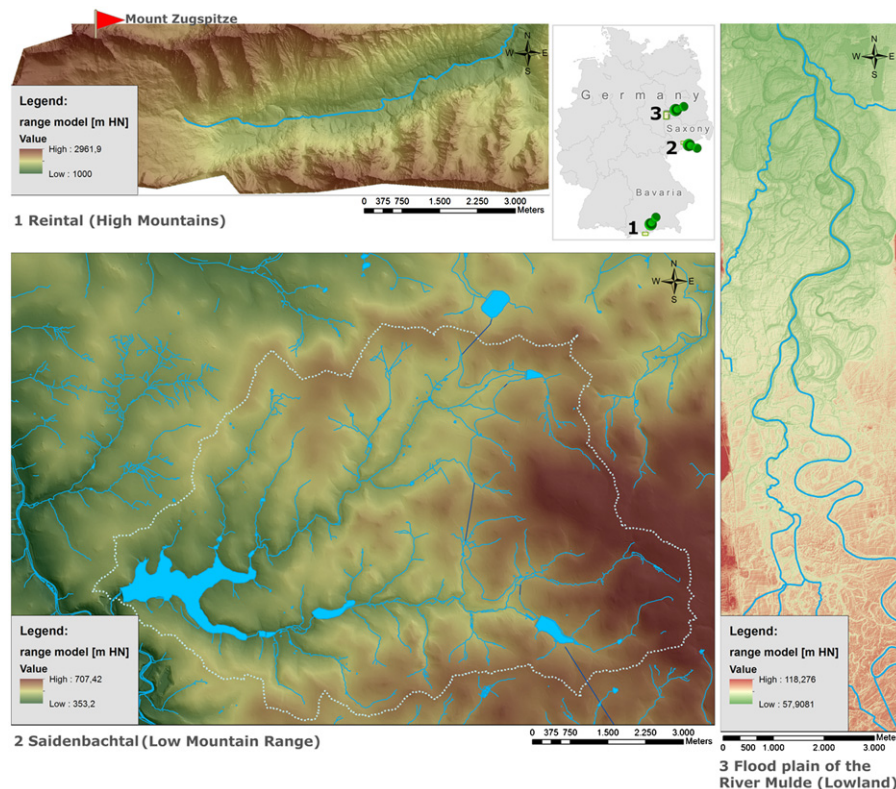 Mount Zugspitze
N
W E
S
Legend:
range model [m HN]
Value
High : 2961,9
Low : 1000
0 375 750 1.500 2.250 3.000
Meters
1 Reintal (High Mountains)
Germany
3
Saxony
2
Bavaria
1
N
W E
S
Legend:
range model [m HN]
Value
High : 707,42
Low : 353,2
0 375 750 1.500 2.250 3.000
Meters
2 Saidenbachtal (Low Mountain Range)
N
W E
S
Legend:
range model [m HN]
Value
High : 118,276
Low : 57,9081
0 500 1.000 2.000 3.000
Mete
3 Flood plain of the
River Mulde (Lowland)